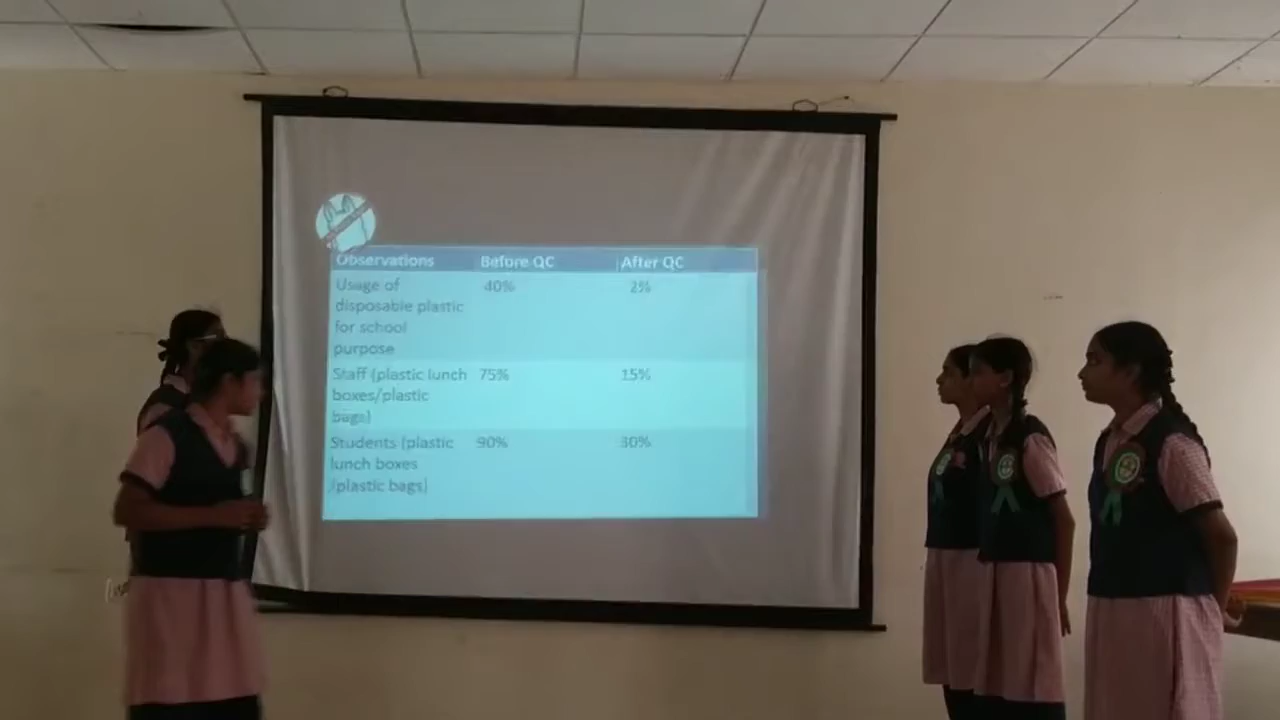 Observations Before QC After QC
Usage of 40% 2%
disposable plastic
for school
purpose
Staff (plastic lunch 75% 15%
boxes/plastic
bags)
Students (plastic 90% 30%
lunch boxes
/plastic bags)